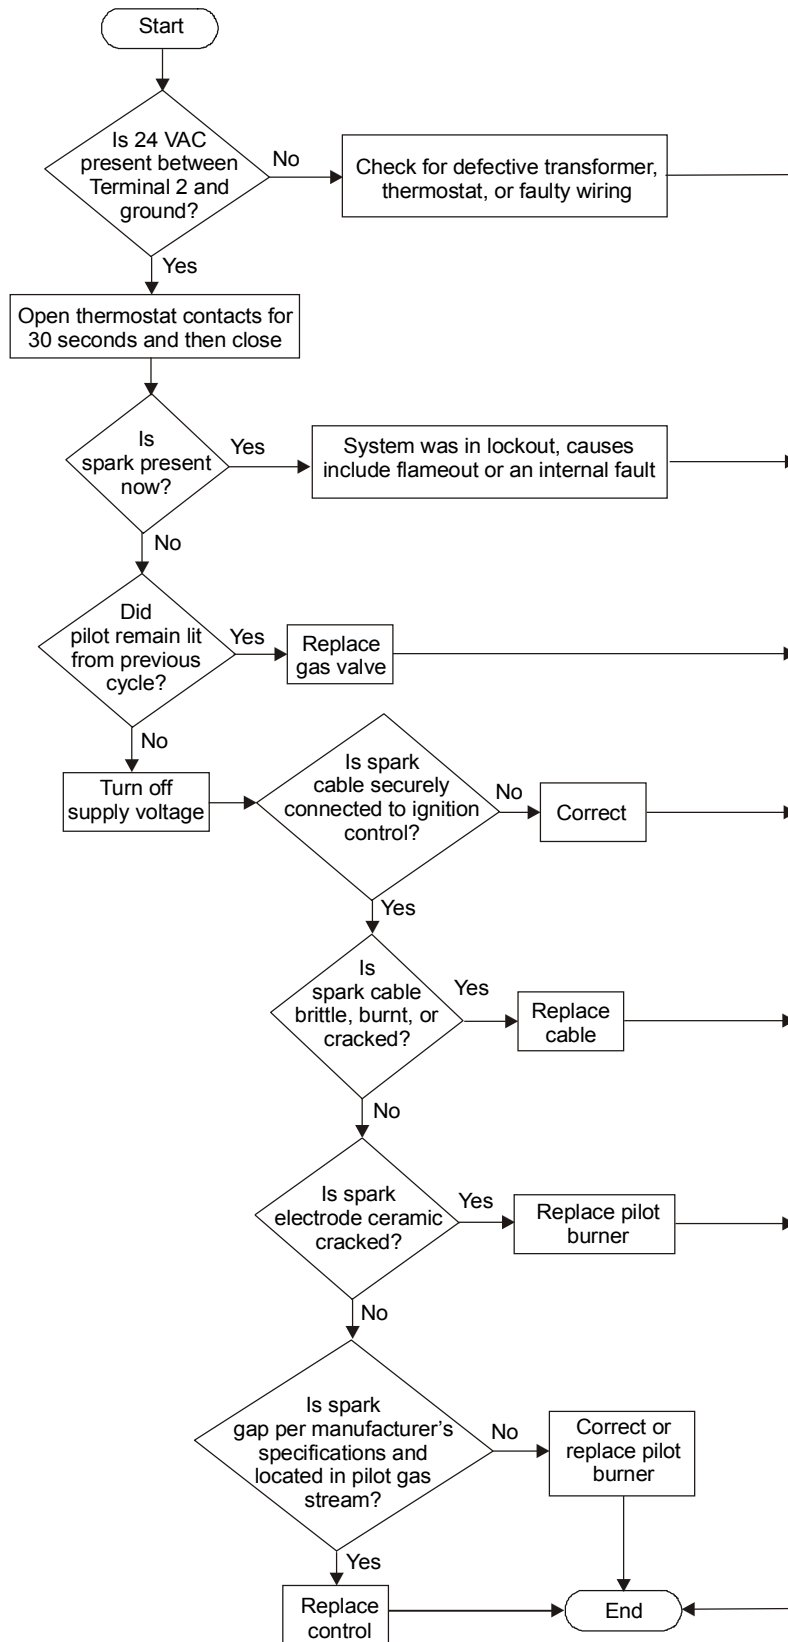 Start
Is 24 VAC
present between
Terminal 2 and
ground?
No
Check for defective transformer,
thermostat, or faulty wiring
Yes
Open thermostat contacts for
30 seconds and then close
Is
spark present
now?
Yes
System was in lockout, causes
include flameout or an internal fault
No
Did
pilot remain lit
from previous
cycle?
Yes
Replace
gas valve
No
Turn off
supply voltage
Is spark
cable securely
connected to ignition
control?
No
Correct
Yes
Is
spark cable
brittle, burnt, or
cracked?
Yes
Replace
cable
No
Is spark
electrode ceramic
cracked?
Yes
Replace pilot
burner
No
Is spark
gap per manufacturer’s
specifications and
located in pilot gas
stream?
No
Correct or
replace pilot
burner
Yes
Replace
control
End